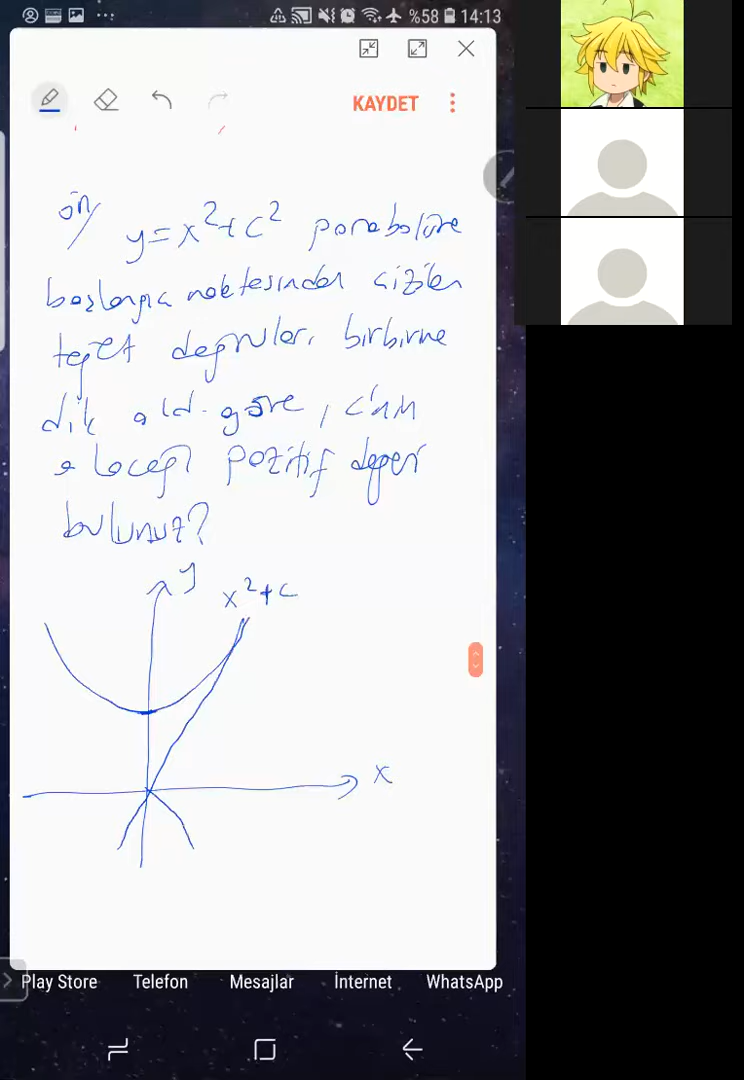 %58 14:13
KAYDET
ör/ y = x²+c² parabolüne
başlangıç noktasından çizilen
teğet doğruları birbirine
dik old. göre, c'nin
alacağı pozitif değeri
bulunuz?
y
x²+c
x
Play Store Telefon Mesajlar İnternet WhatsApp